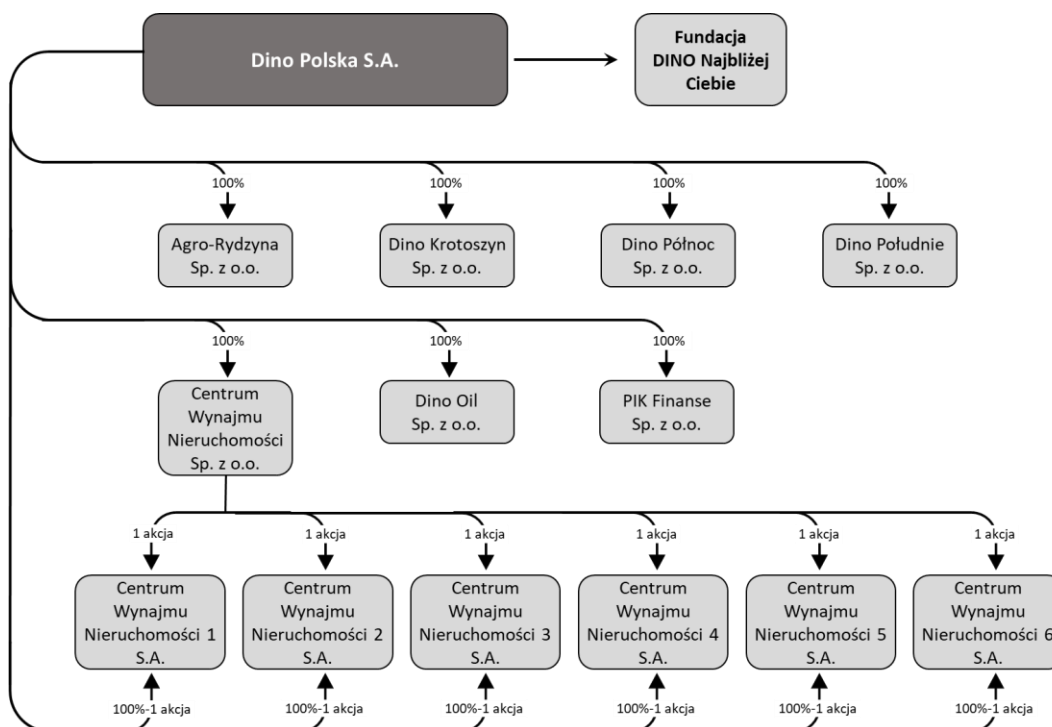 Dino Polska S.A.
Fundacja
DINO Najbliżej
Ciebie
100%
100%
100%
100%
Agro-Rydzyna
Sp. z o.o.
Dino Krotoszyn
Sp. z o.o.
Dino Północ
Sp. z o.o.
Dino Południe
Sp. z o.o.
100%
100%
100%
Centrum
Wynajmu
Nieruchomości
Sp. z o.o.
Dino Oil
Sp. z o.o.
PIK Finanse
Sp. z o.o.
1 akcja
1 akcja
1 akcja
1 akcja
1 akcja
1 akcja
Centrum
Wynajmu
Nieruchomości 1
S.A.
Centrum
Wynajmu
Nieruchomości 2
S.A.
Centrum
Wynajmu
Nieruchomości 3
S.A.
Centrum
Wynajmu
Nieruchomości 4
S.A.
Centrum
Wynajmu
Nieruchomości 5
S.A.
Centrum
Wynajmu
Nieruchomości 6
S.A.
100%-1 akcja
100%-1 akcja
100%-1 akcja
100%-1 akcja
100%-1 akcja
100%-1 akcja